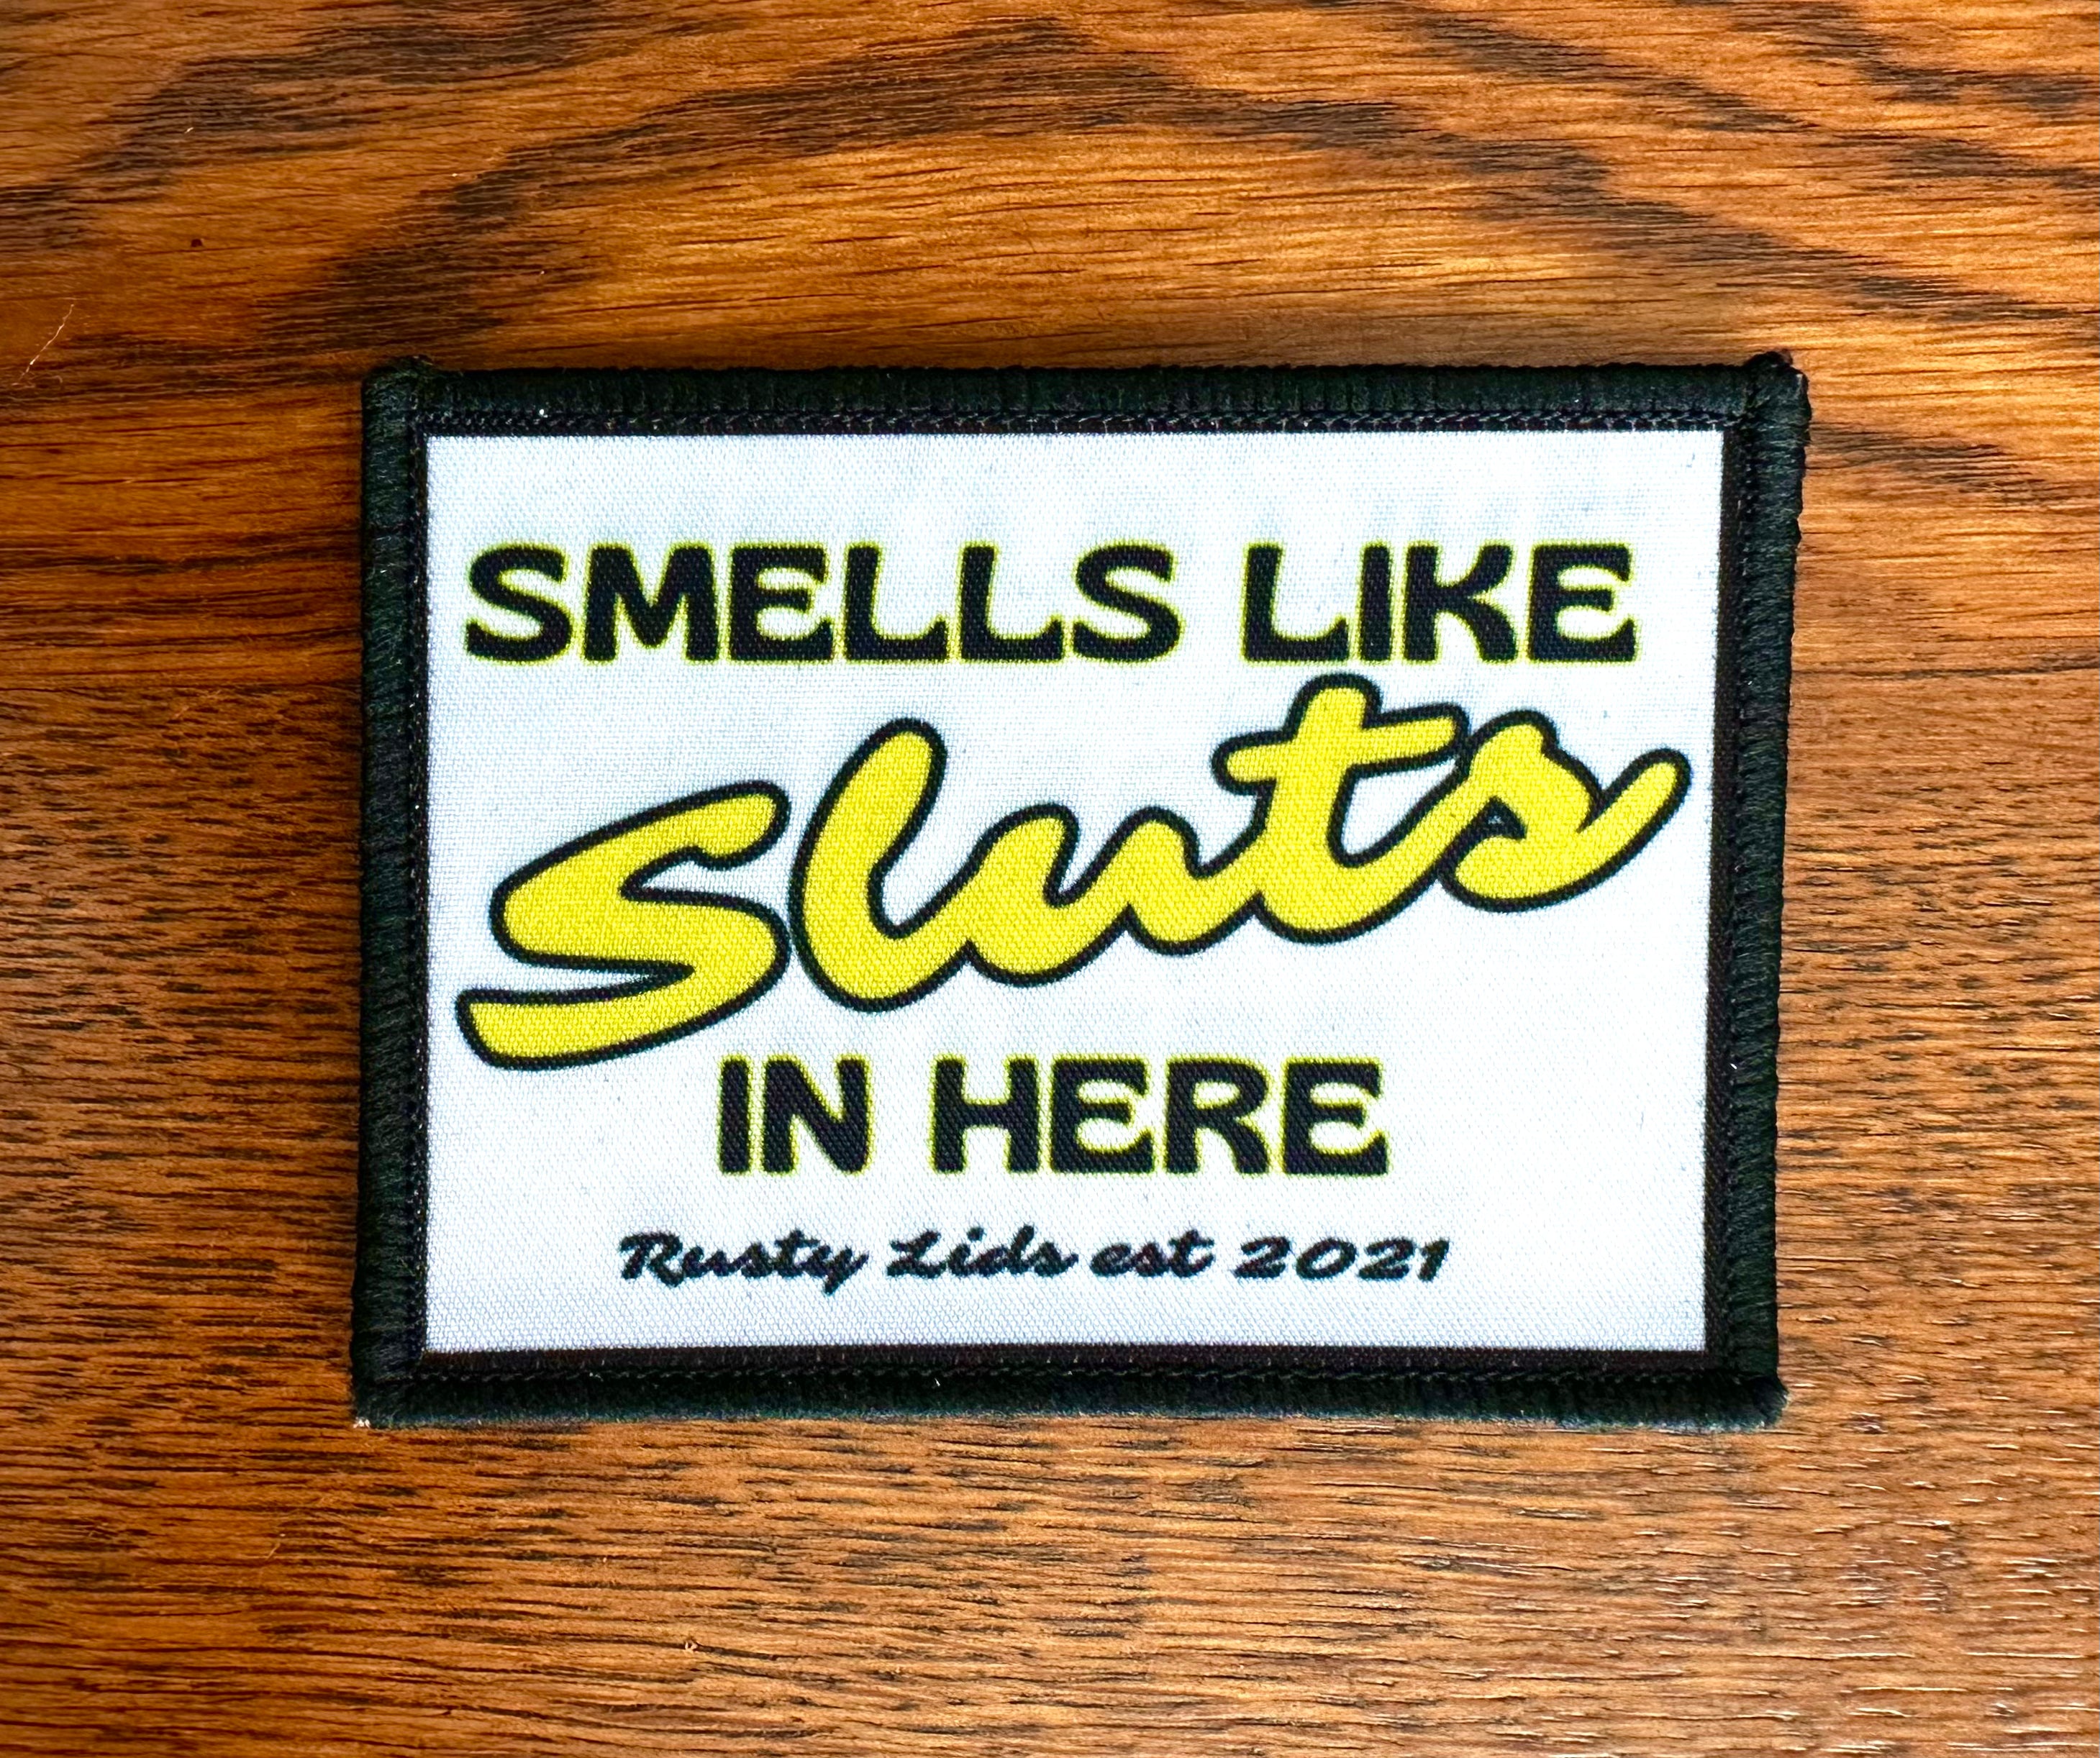 SMELLS LIKE
Sluts
IN HERE
Rusty Lids est 2021